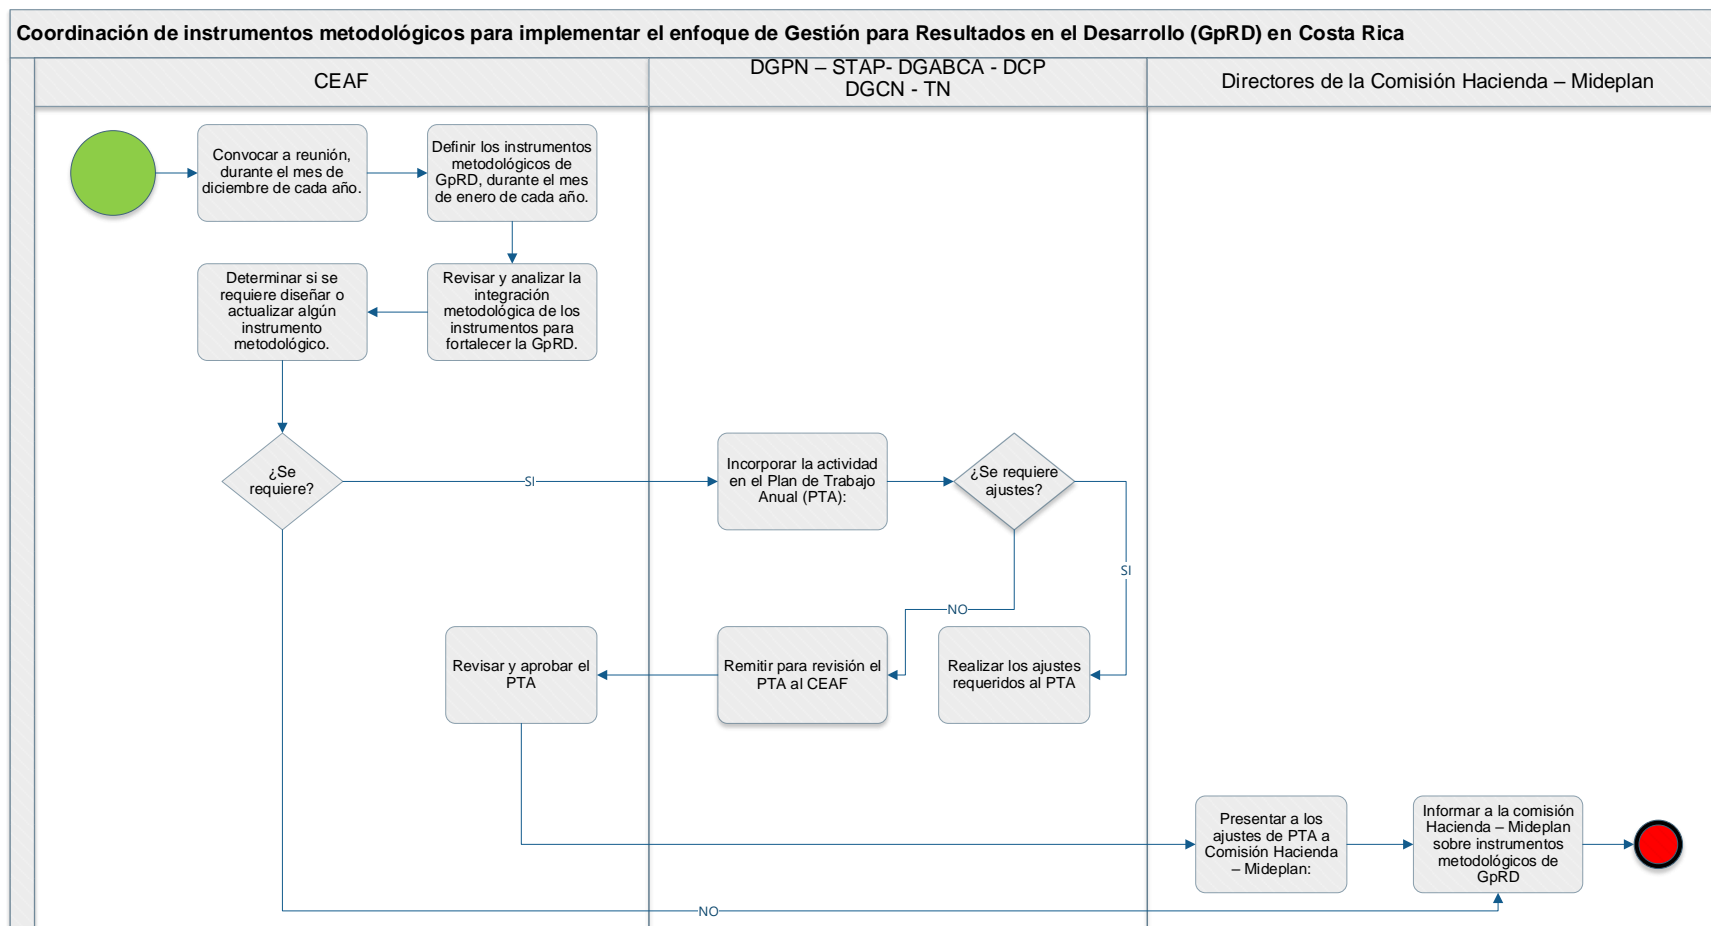 Coordinación de instrumentos metodológicos para implementar el enfoque de Gestión para Resultados en el Desarrollo (GpRD) en Costa Rica
CEAF
DGPN – STAP- DGABCA - DCP
DGCN - TN
Directores de la Comisión Hacienda – Mideplan
Convocar a reunión,
durante el mes de
diciembre de cada año.
Definir los instrumentos
metodológicos de
GpRD, durante el mes
de enero de cada año.
Determinar si se
requiere diseñar o
actualizar algún
instrumento
metodológico.
Revisar y analizar la
integración
metodológica de los
instrumentos para
fortalecer la GpRD.
¿Se
requiere?
SI
Incorporar la actividad
en el Plan de Trabajo
Anual (PTA):
¿Se requiere
ajustes?
SI
NO
Revisar y aprobar el
PTA
Remitir para revisión el
PTA al CEAF
Realizar los ajustes
requeridos al PTA
Presentar a los
ajustes de PTA a
Comisión Hacienda
– Mideplan:
Informar a la comisión
Hacienda – Mideplan
sobre instrumentos
metodológicos de
GpRD
NO